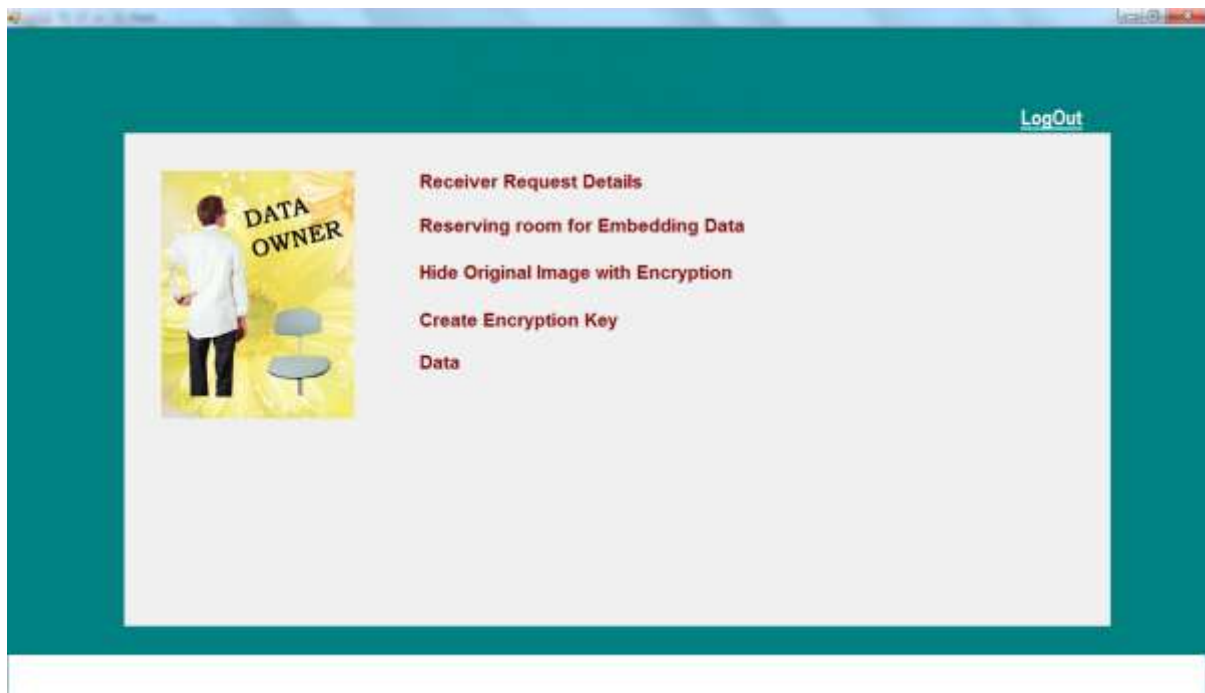 LogOut
DATA
OWNER
Receiver Request Details
Reserving room for Embedding Data
Hide Original Image with Encryption
Create Encryption Key
Data